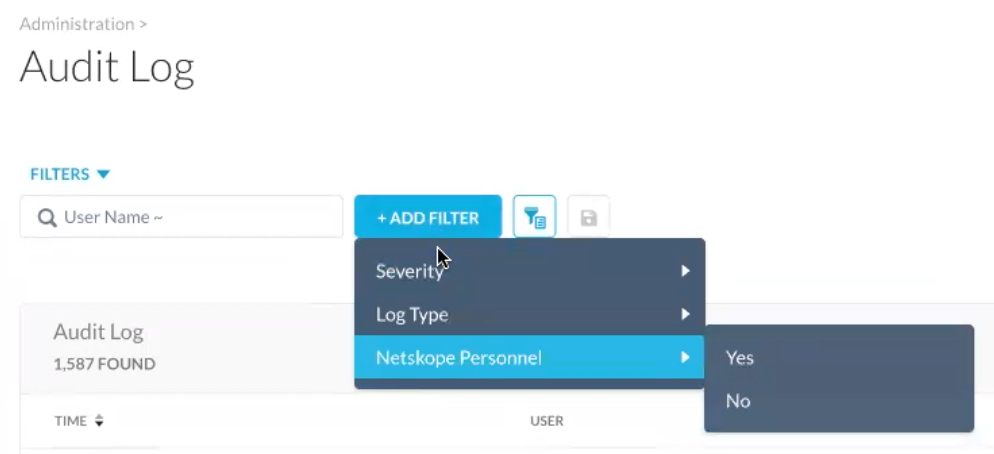 Administration >
Audit Log
FILTERS
User Name ~
+ ADD FILTER
Severity
Log Type
Netskope Personnel
Yes
No
Audit Log
1,587 FOUND
TIME
USER